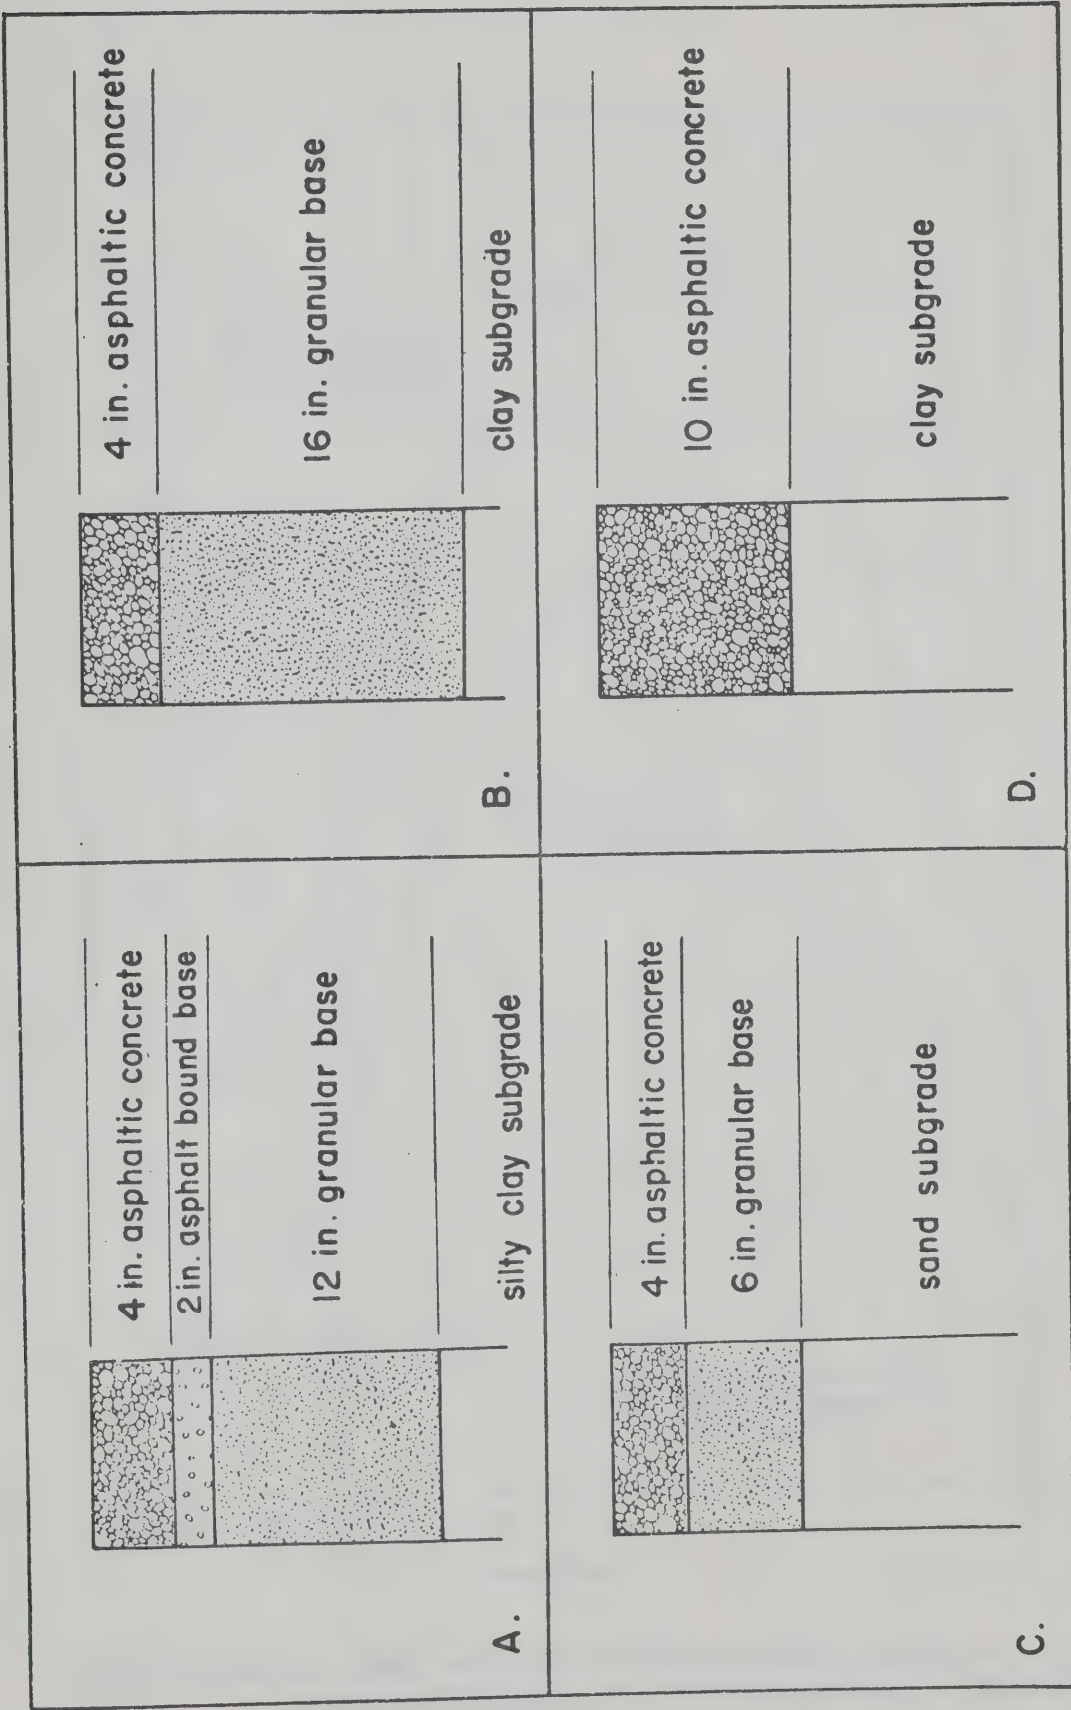 4 in. asphaltic concrete
2 in. asphalt bound base
12 in. granular base
silty clay subgrade
A.
4 in. asphaltic concrete
16 in. granular base
clay subgrade
B.
4 in. asphaltic concrete
6 in. granular base
sand subgrade
C.
10 in. asphaltic concrete
clay subgrade
D.